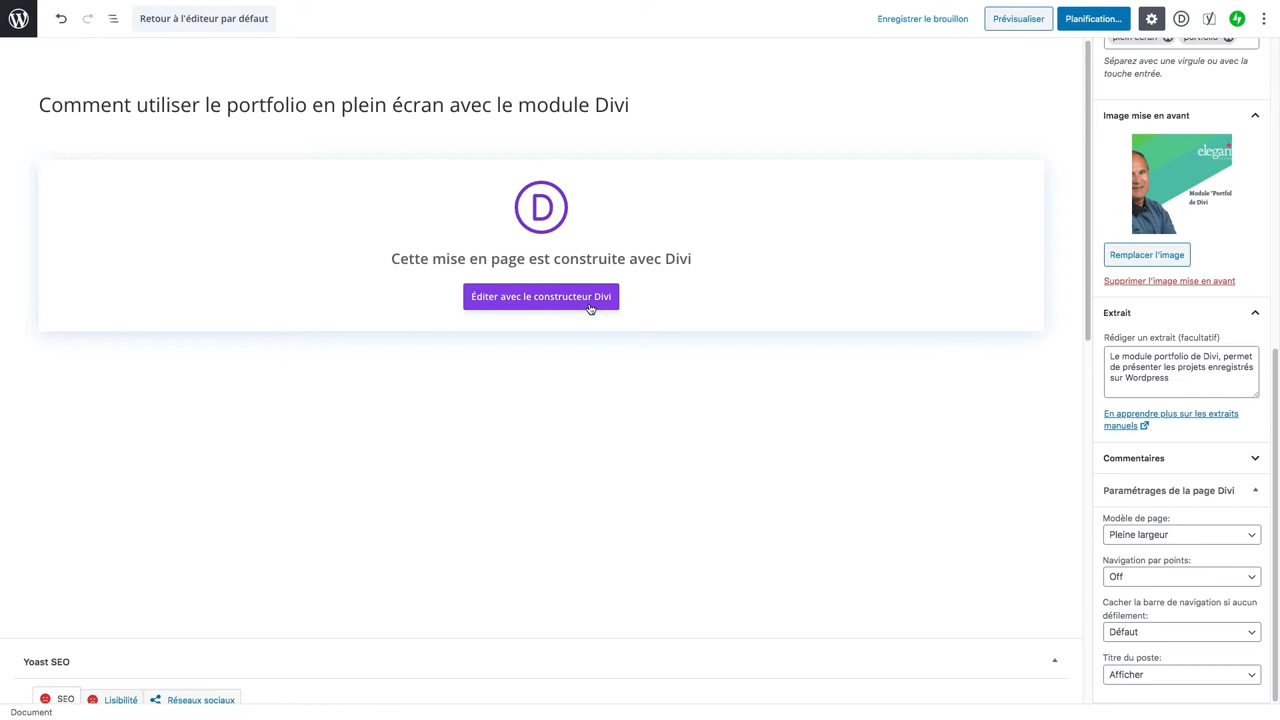 Retour à l'éditeur par défaut
Enregistrer le brouillon
Prévisualiser
Planification...
plein écran
portfolio
Séparez avec une virgule ou avec la
touche entrée.
Comment utiliser le portfolio en plein écran avec le module Divi
D
Cette mise en page est construite avec Divi
Éditer avec le constructeur Divi
Image mise en avant
elegan
Module "Portfol
de Divi
Remplacer l'image
Supprimer l'image mise en avant
Extrait
Rédiger un extrait (facultatif)
Le module portfolio de Divi, permet
de présenter les projets enregistrés
sur Wordpress
En apprendre plus sur les extraits
manuels
Commentaires
Paramétrages de la page Divi
Modèle de page:
Pleine largeur
Navigation par points:
Off
Cacher la barre de navigation si aucun
défilement:
Défaut
Titre du poste:
Afficher
Yoast SEO
SEO
Lisibilité
Réseaux sociaux
Document